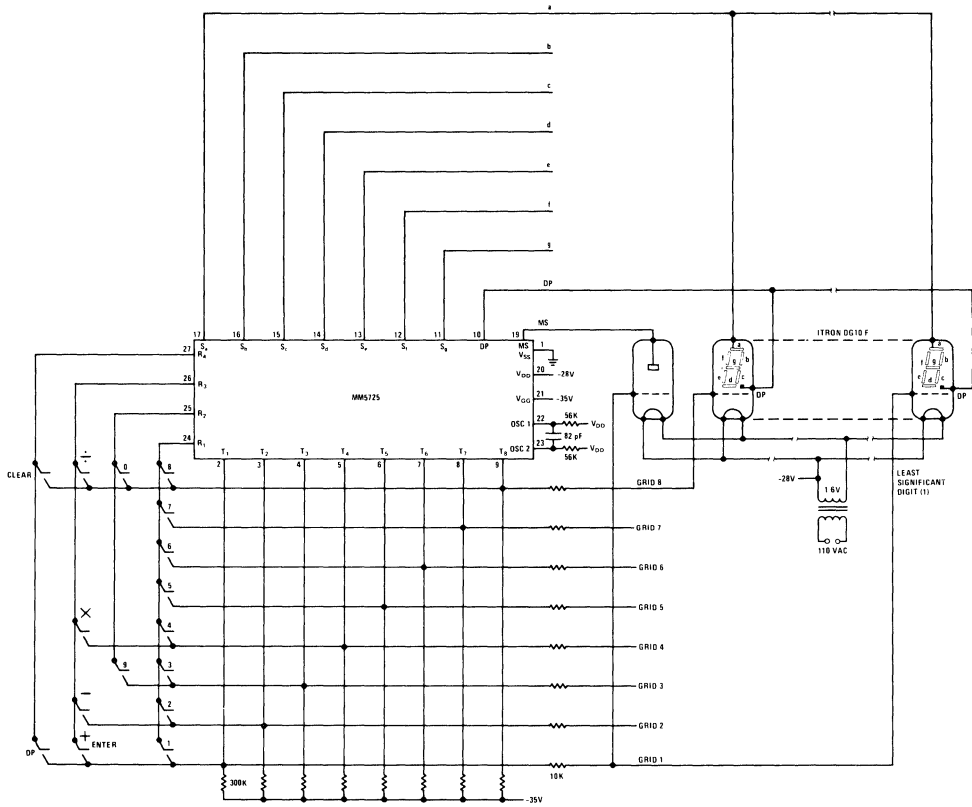 a
b
c
d
e
f
g
DP
MS
ITRON DG10 F
17 16 15 14 13 12 11 10 19
Sa Sb Sc Sd Se Sf Sg DP MS
27 R4
26 R3
25 R2
24 R1
MM5725
1 VSS
VDD 20 -28V
VGG 21 -35V
OSC 1 22 56K VDD
82 pF
OSC 2 23 56K VDD
T1 T2 T3 T4 T5 T6 T7 T8
2 3 4 5 6 7 8 9
a
f g b
e d c
DP
a
f g b
e d c
DP
CLEAR
÷ 0 8
GRID 8
7
GRID 7
6
GRID 6
5
GRID 5
× 4
GRID 4
9 3
GRID 3
− 2
GRID 2
DP
+ ENTER
1
GRID 1
300K
10K
-35V
-28V
1 6V
110 VAC
LEAST
SIGNIFICANT
DIGIT (1)